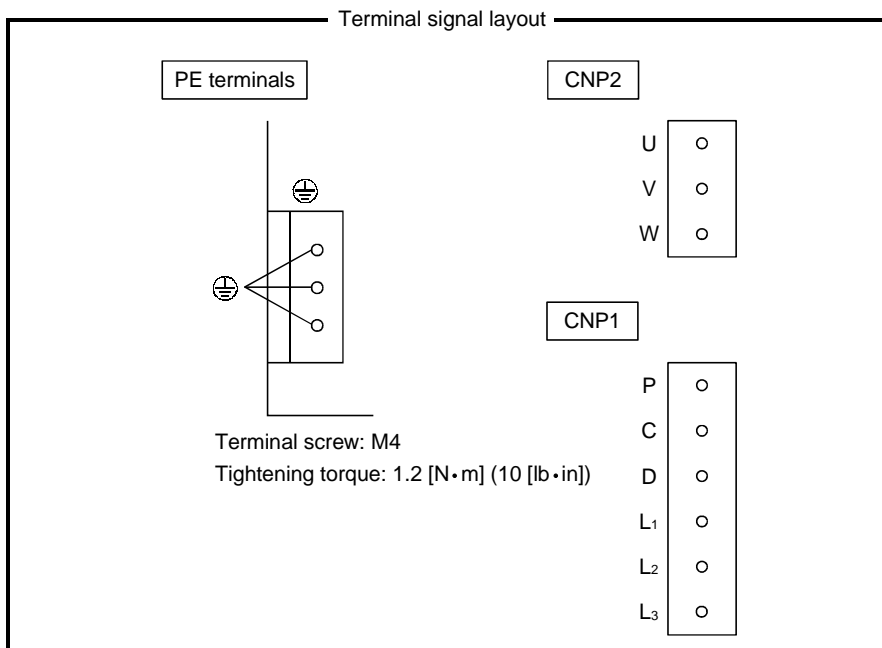 Terminal signal layout
PE terminals
Terminal screw: M4
Tightening torque: 1.2 [N·m] (10 [lb·in])
CNP2
U
V
W
CNP1
P
C
D
L1
L2
L3